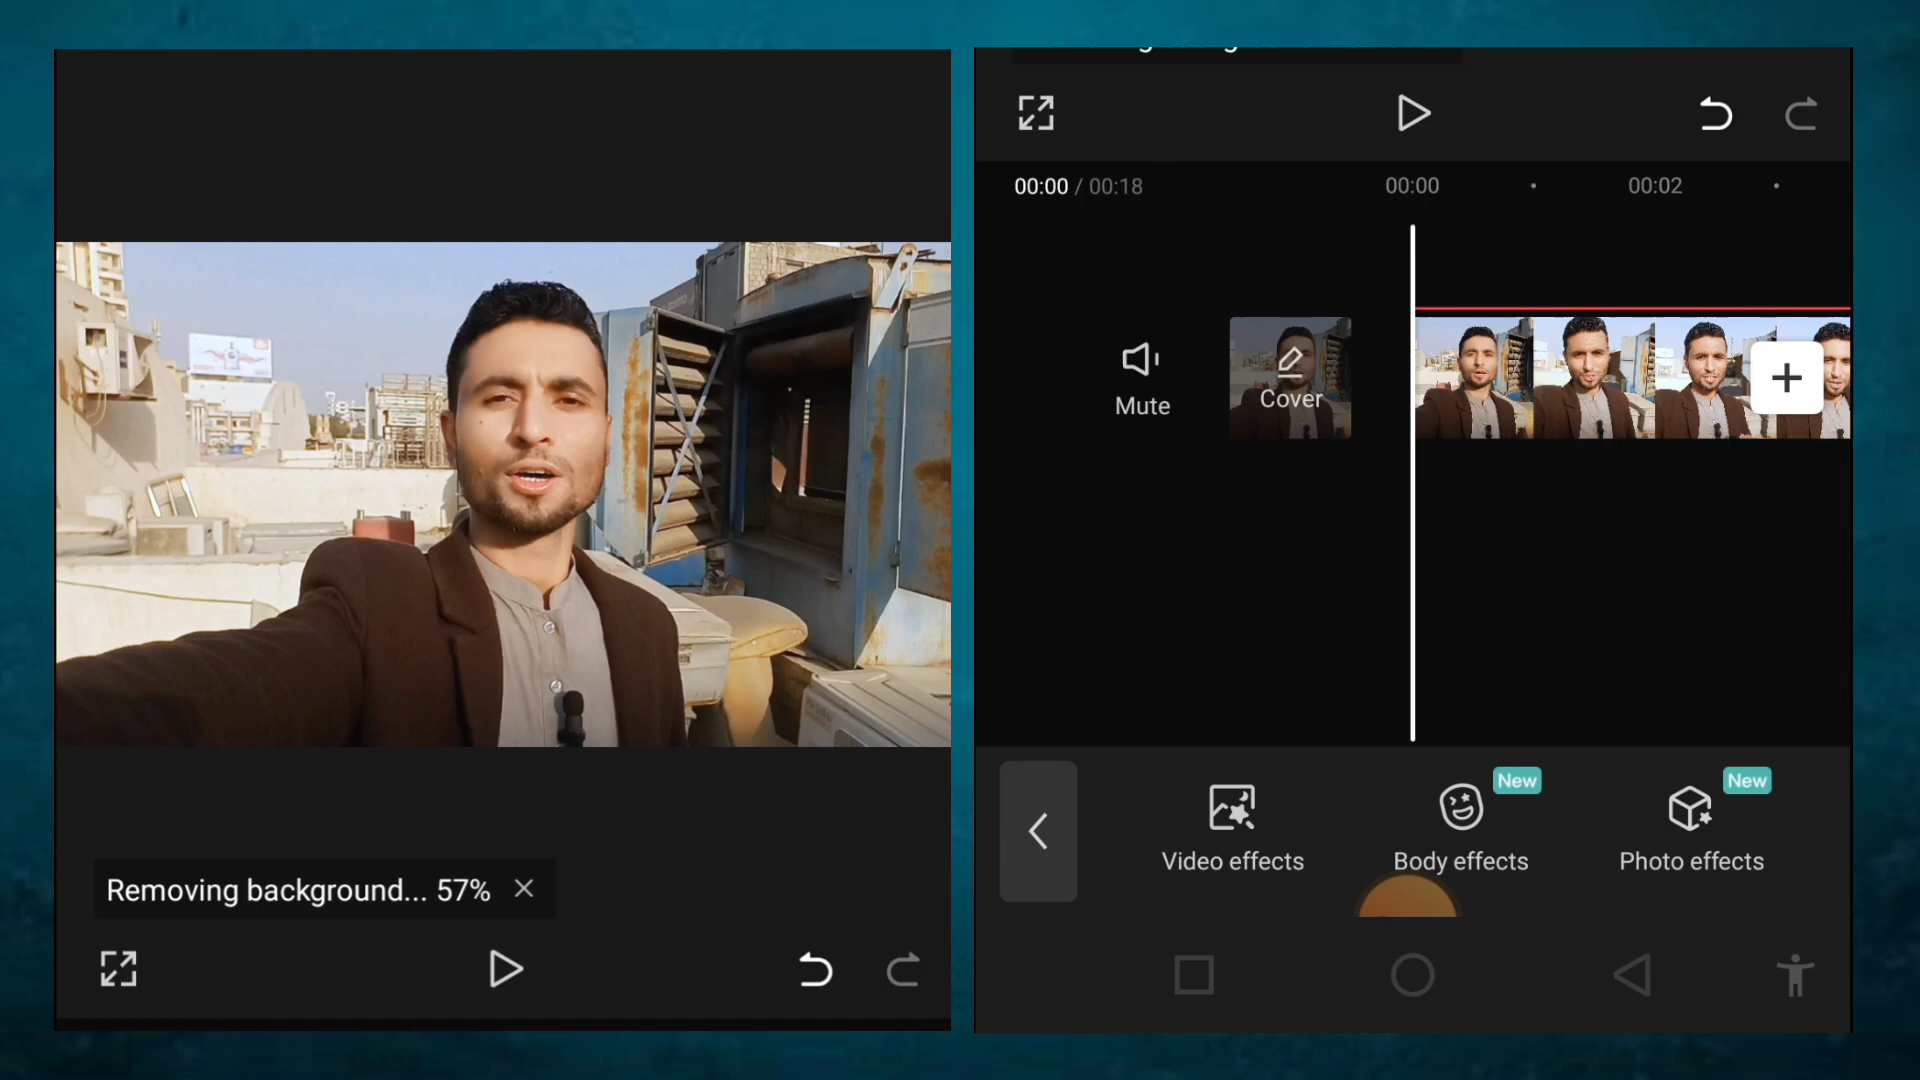 Removing background... 57%
00:00 / 00:18
00:00
00:02
Mute
Cover
New
New
Video effects
Body effects
Photo effects